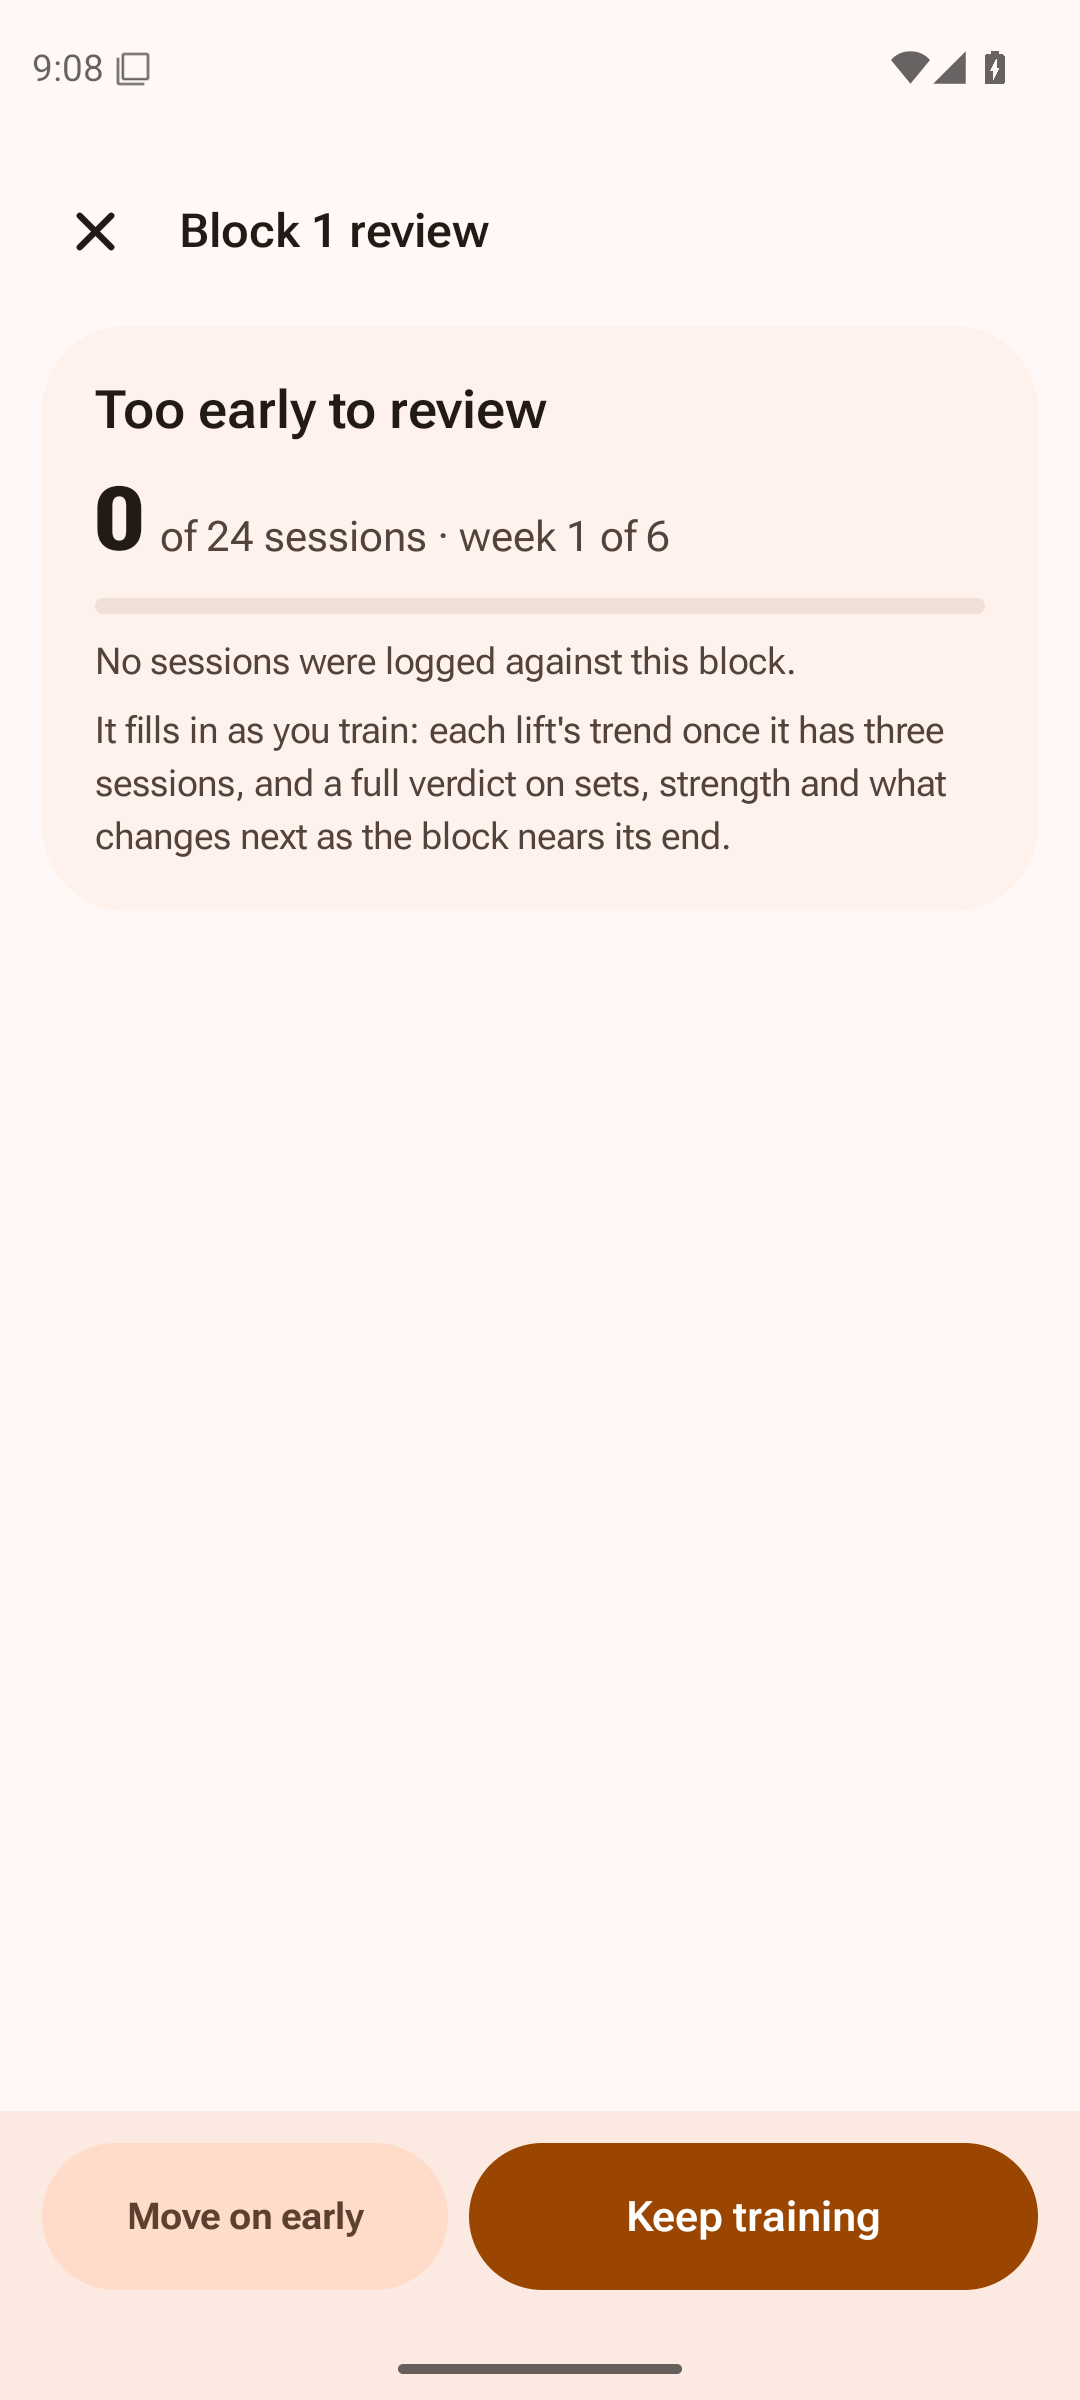 9:08
Block 1 review
Too early to review
0 of 24 sessions · week 1 of 6
No sessions were logged against this block.
It fills in as you train: each lift's trend once it has three
sessions, and a full verdict on sets, strength and what
changes next as the block nears its end.
Move on early
Keep training